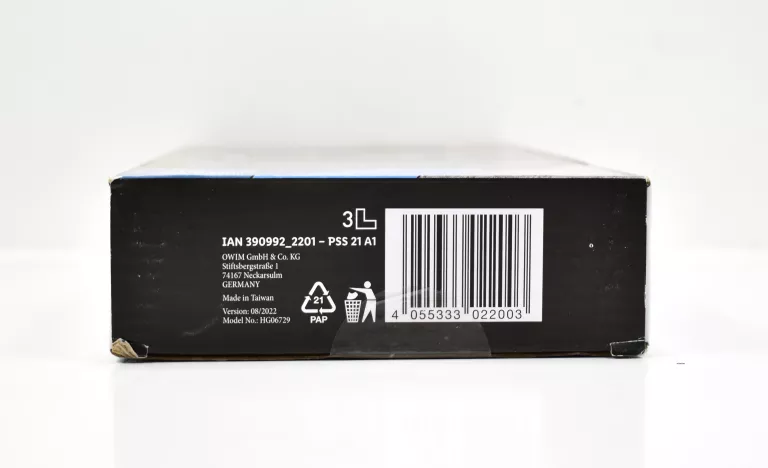 3
IAN 390992_2201 – PSS 21 A1
OWIM GmbH & Co. KG
Stiftsbergstraße 1
74167 Neckarsulm
GERMANY
Made in Taiwan
Version: 08/2022
Model No.: HG06729
21
PAP
4 055333 022003